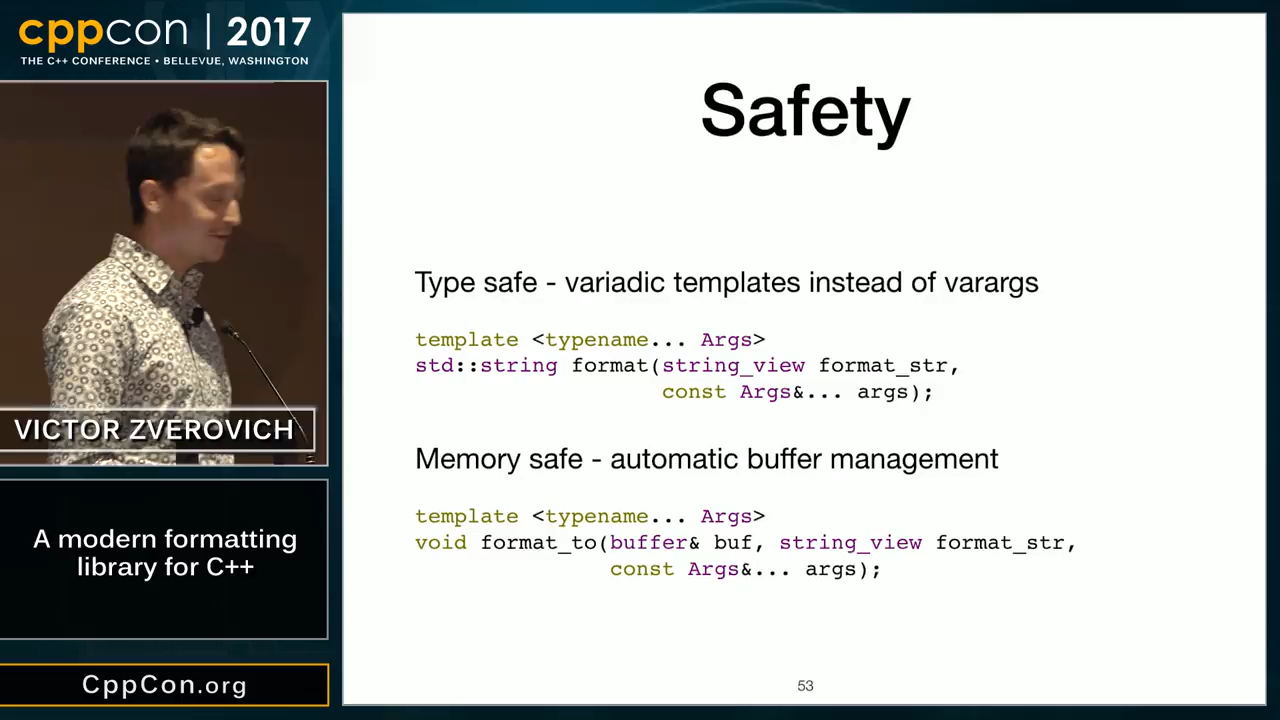 cppcon | 2017
THE C++ CONFERENCE • BELLEVUE, WASHINGTON
VICTOR ZVEROVICH
A modern formatting
library for C++
CppCon.org
Safety
Type safe - variadic templates instead of varargs
template <typename... Args>
std::string format(string_view format_str,
const Args&... args);
Memory safe - automatic buffer management
template <typename... Args>
void format_to(buffer& buf, string_view format_str,
const Args&... args);
53